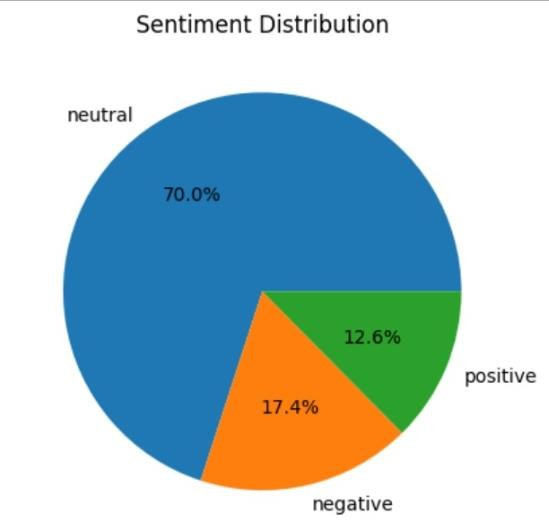 Sentiment Distribution
neutral
70.0%
12.6%
positive
17.4%
negative